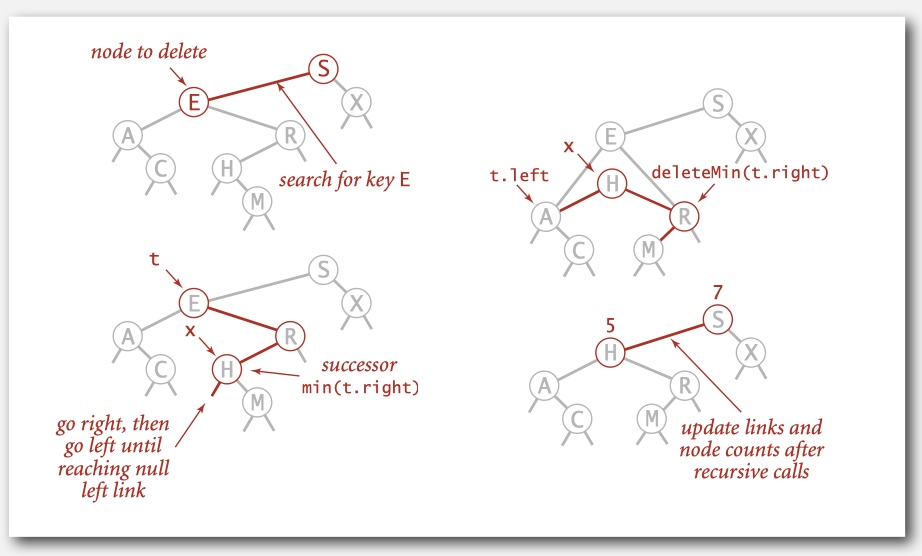 node to delete
S
E
X
A
R
C
H
M
search for key E
t
S
E
X
x
A
R
C
H
M
successor
min(t.right)
go right, then
go left until
reaching null
left link
S
E
X
x
t.left
deleteMin(t.right)
H
A
R
C
M
7
5
S
H
X
A
R
C
M
update links and
node counts after
recursive calls